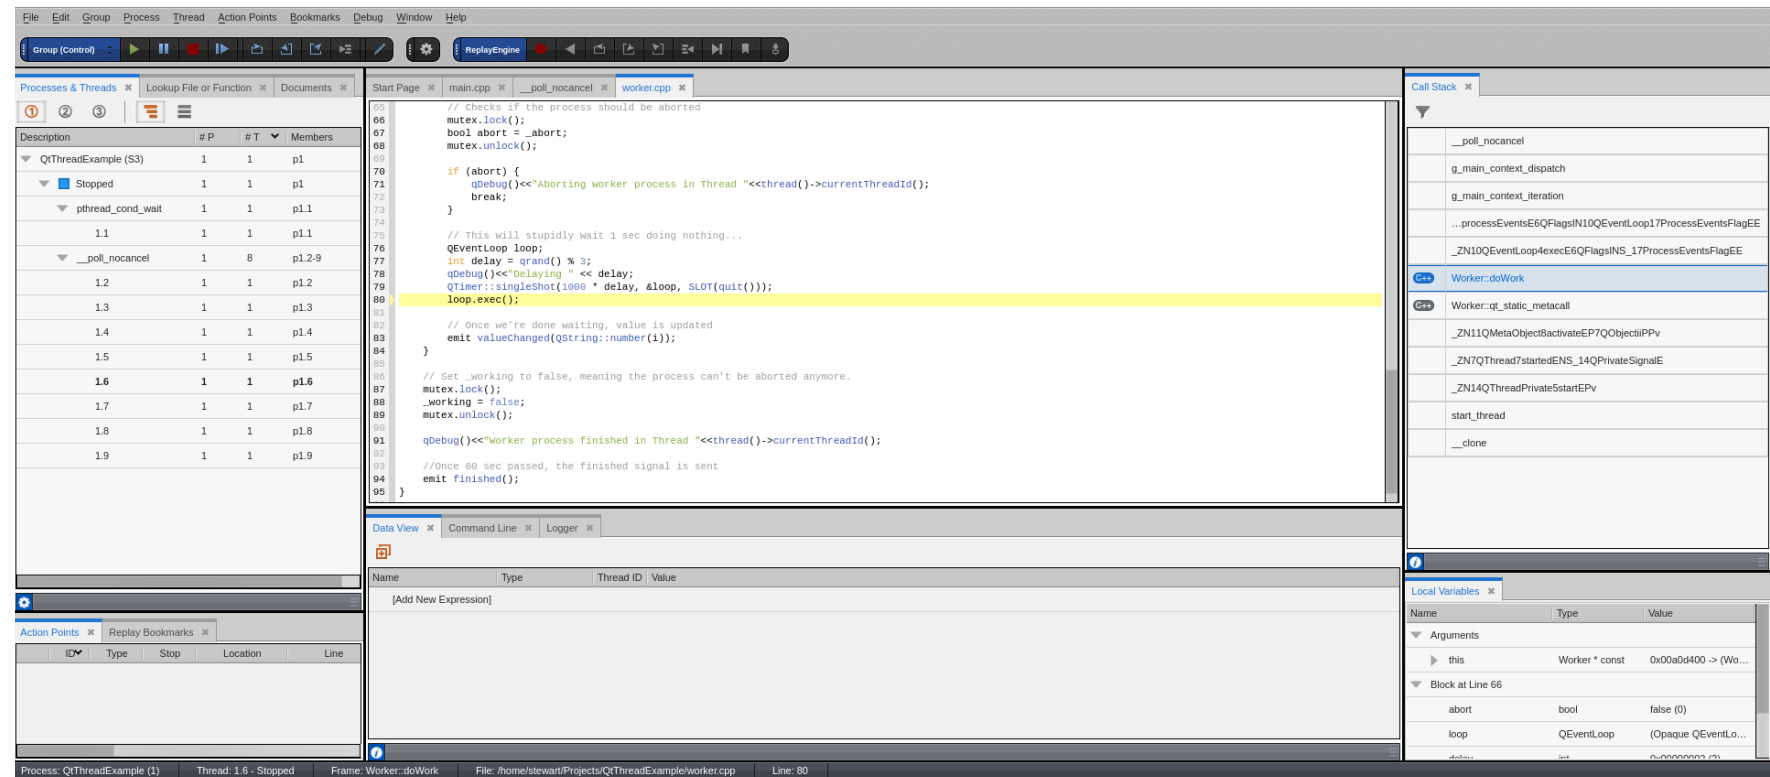 File Edit Group Process Thread Action Points Bookmarks Debug Window Help
Group (Control) ReplayEngine
Processes & Threads Lookup File or Function Documents
1 2 3
Description # P # T Members
QtThreadExample (S3) 1 1 p1
Stopped 1 1 p1
pthread_cond_wait 1 1 p1.1
1.1 1 1 p1.1
__poll_nocancel 1 8 p1.2-9
1.2 1 1 p1.2
1.3 1 1 p1.3
1.4 1 1 p1.4
1.5 1 1 p1.5
1.6 1 1 p1.6
1.7 1 1 p1.7
1.8 1 1 p1.8
1.9 1 1 p1.9
Action Points Replay Bookmarks
ID Type Stop Location Line
Start Page main.cpp __poll_nocancel worker.cpp
65 // Checks if the process should be aborted
66 mutex.lock();
67 bool abort = _abort;
68 mutex.unlock();
69
70 if (abort) {
71 qDebug()<<"Aborting worker process in Thread "<<thread()->currentThreadId();
72 break;
73 }
74
75 // This will stupidly wait 1 sec doing nothing...
76 QEventLoop loop;
77 int delay = qrand() % 3;
78 qDebug()<<"Delaying " << delay;
79 QTimer::singleShot(1000 * delay, &loop, SLOT(quit()));
80 loop.exec();
81
82 // Once we're done waiting, value is updated
83 emit valueChanged(QString::number(i));
84 }
85
86 // Set _working to false, meaning the process can't be aborted anymore.
87 mutex.lock();
88 _working = false;
89 mutex.unlock();
90
91 qDebug()<<"Worker process finished in Thread "<<thread()->currentThreadId();
92
93 //Once 60 sec passed, the finished signal is sent
94 emit finished();
95 }
Data View Command Line Logger
Name Type Thread ID Value
[Add New Expression]
Call Stack
__poll_nocancel
g_main_context_dispatch
g_main_context_iteration
...processEventsE6QFlagsIN10QEventLoop17ProcessEventsFlagEE
_ZN10QEventLoop4execE6QFlagsINS_17ProcessEventsFlagEE
C++ Worker::doWork
C++ Worker::qt_static_metacall
_ZN11QMetaObject8activateEP7QObjectiiPPv
_ZN7QThread7startedENS_14QPrivateSignalE
_ZN14QThreadPrivate5startEPv
start_thread
__clone
Local Variables
Name Type Value
Arguments
this Worker * const 0x00a0d400 -> (Wo...
Block at Line 66
abort bool false (0)
loop QEventLoop (Opaque QEventLo...
delay int 0x00000002 (2)
Process: QtThreadExample (1) Thread: 1.6 - Stopped Frame: Worker::doWork File: /home/stewart/Projects/QtThreadExample/worker.cpp Line: 80